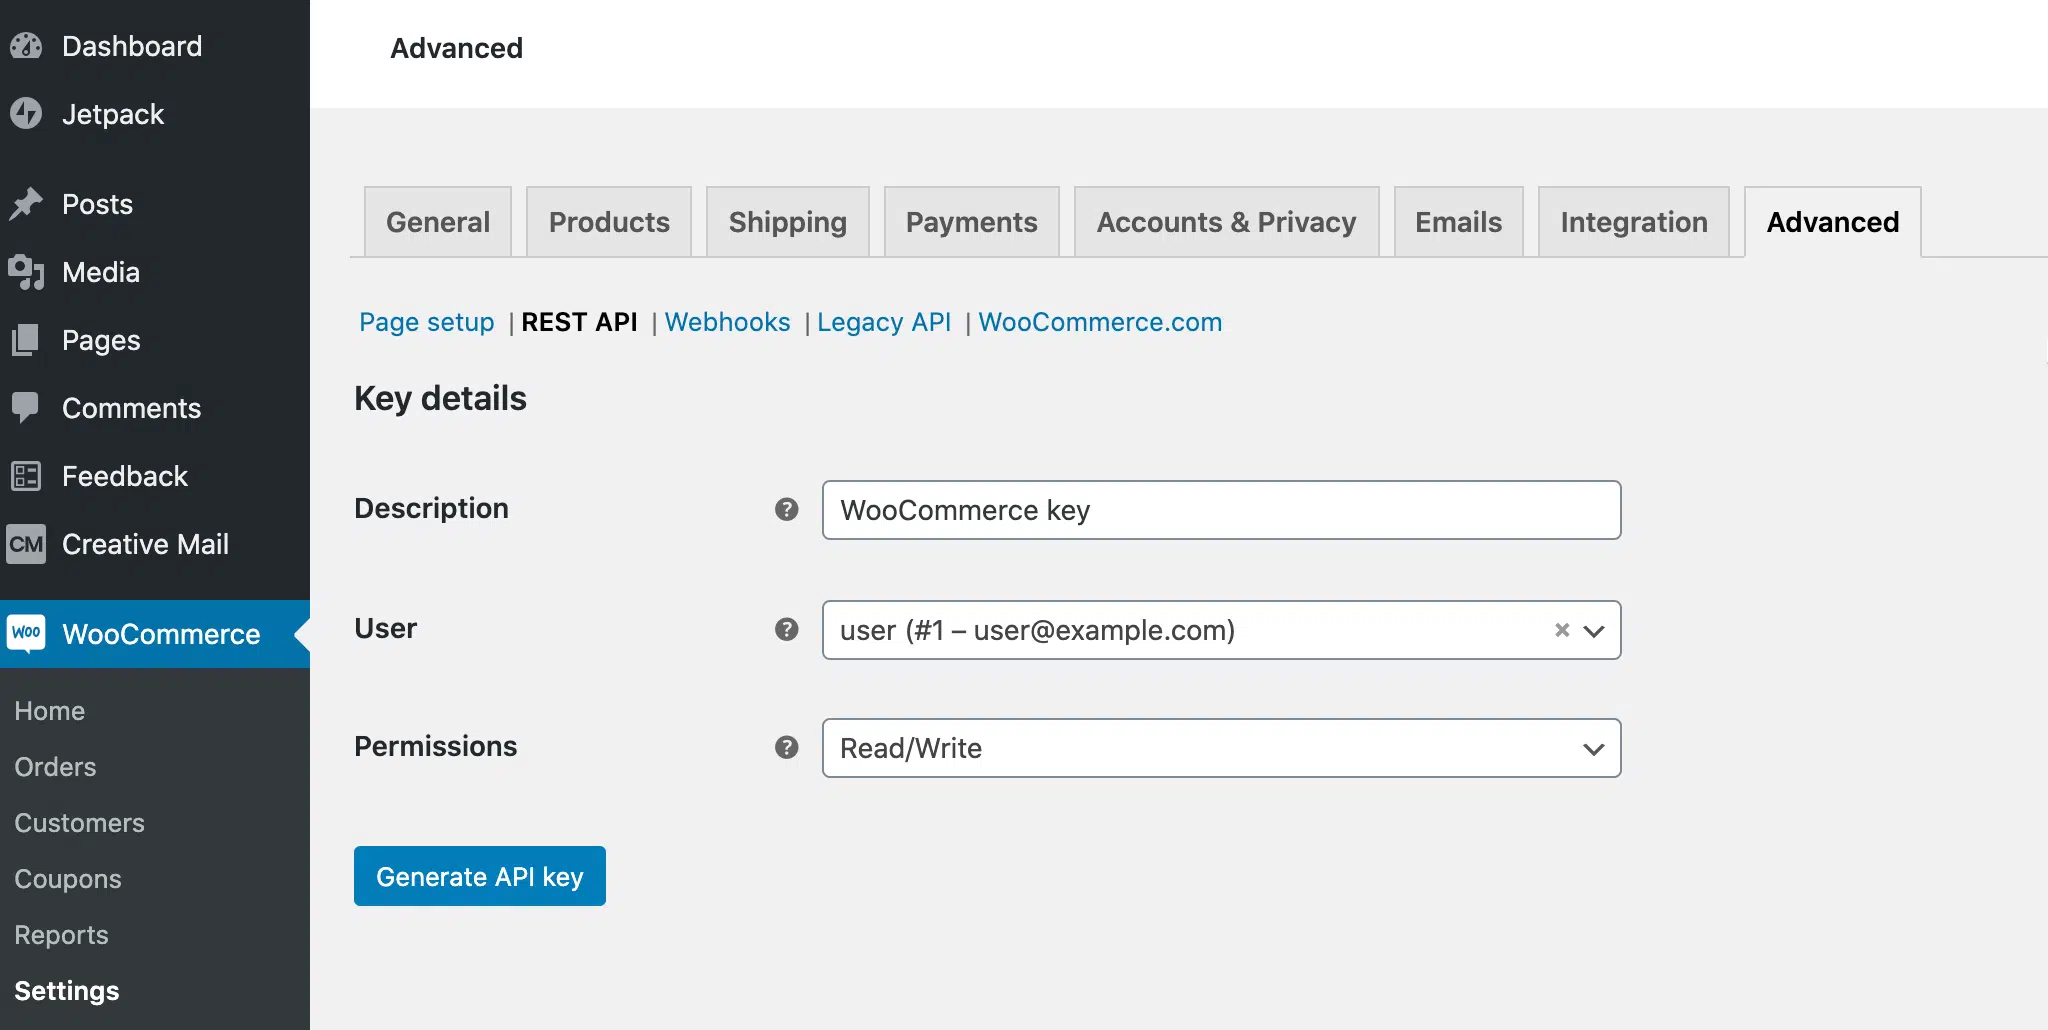 Dashboard
Jetpack
Posts
Media
Pages
Comments
Feedback
CM Creative Mail
Woo WooCommerce
Home
Orders
Customers
Coupons
Reports
Settings
Advanced
General Products Shipping Payments Accounts & Privacy Emails Integration Advanced
Page setup | REST API | Webhooks | Legacy API | WooCommerce.com
Key details
Description ? WooCommerce key
User ? user (#1 – user@example.com) ×
Permissions ? Read/Write
Generate API key